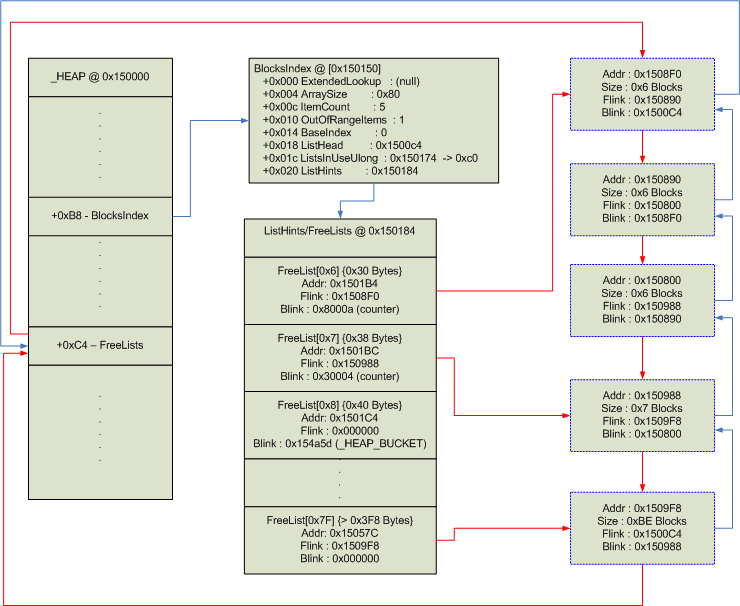 _HEAP @ 0x150000
+0xB8 - BlocksIndex
+0xC4 – FreeLists
BlocksIndex @ [0x150150]
+0x000 ExtendedLookup : (null)
+0x004 ArraySize : 0x80
+0x00c ItemCount : 5
+0x010 OutOfRangeItems : 1
+0x014 BaseIndex : 0
+0x018 ListHead : 0x1500c4
+0x01c ListsInUseUlong : 0x150174 -> 0xc0
+0x020 ListHints : 0x150184
ListHints/FreeLists @ 0x150184
FreeList[0x6] {0x30 Bytes}
Addr: 0x1501B4
Flink : 0x1508F0
Blink : 0x8000a (counter)
FreeList[0x7] {0x38 Bytes}
Addr: 0x1501BC
Flink : 0x150988
Blink : 0x30004 (counter)
FreeList[0x8] {0x40 Bytes}
Addr: 0x1501C4
Flink : 0x000000
Blink : 0x154a5d (_HEAP_BUCKET)
FreeList[0x7F] {> 0x3F8 Bytes}
Addr: 0x15057C
Flink : 0x1509F8
Blink : 0x000000
Addr : 0x1508F0
Size : 0x6 Blocks
Flink : 0x150890
Blink : 0x1500C4
Addr : 0x150890
Size : 0x6 Blocks
Flink : 0x150800
Blink : 0x1508F0
Addr : 0x150800
Size : 0x6 Blocks
Flink : 0x150988
Blink : 0x150890
Addr : 0x150988
Size : 0x7 Blocks
Flink : 0x1509F8
Blink : 0x150800
Addr : 0x1509F8
Size : 0xBE Blocks
Flink : 0x1500C4
Blink : 0x150988